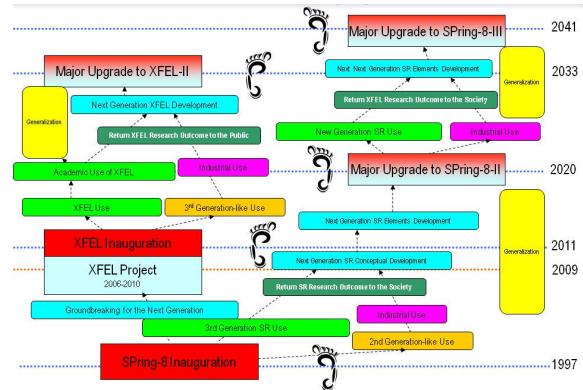 2041
Major Upgrade to SPring-8-III
Major Upgrade to XFEL-II
Next Next Generation SR Elements Development
Generalization
2033
Next Generation XFEL Development
Return XFEL Research Outcome to the Society
Generalization
Return XFEL Research Outcome to the Public
New Generation SR Use
Industrial Use
Academic Use of XFEL
Industrial Use
Major Upgrade to SPring-8-II
2020
XFEL Use
3rd Generation-like Use
Next Generation SR Elements Development
XFEL Inauguration
2011
Generalization
XFEL Project
2006-2010
Next Generation SR Conceptual Development
2009
Return SR Research Outcome to the Society
Groundbreaking for the Next Generation
Industrial Use
3rd Generation SR Use
2nd Generation-like Use
SPring-8 Inauguration
1997